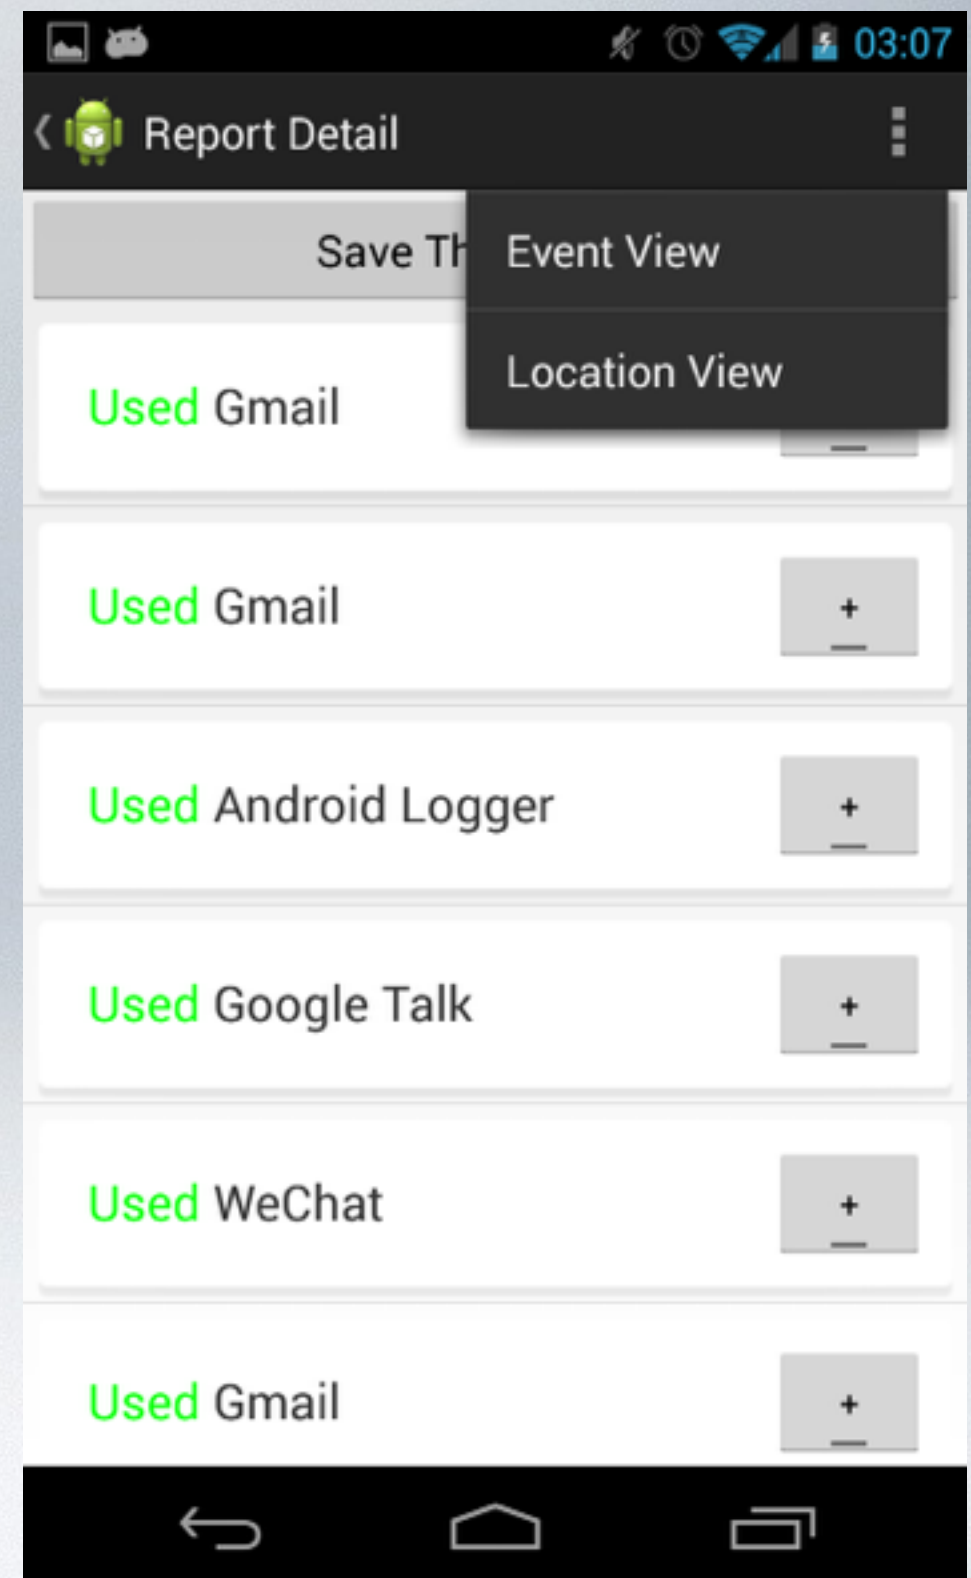 03:07
Report Detail
Save
Event View
Location View
Used Gmail
Used Gmail
+
Used Android Logger
+
Used Google Talk
+
Used WeChat
+
Used Gmail
+